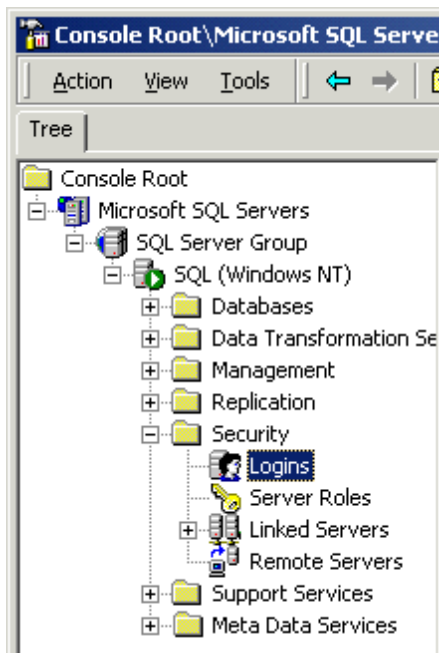 Console Root\Microsoft SQL Serve
Action View Tools
Tree
Console Root
Microsoft SQL Servers
SQL Server Group
SQL (Windows NT)
Databases
Data Transformation Se
Management
Replication
Security
Logins
Server Roles
Linked Servers
Remote Servers
Support Services
Meta Data Services